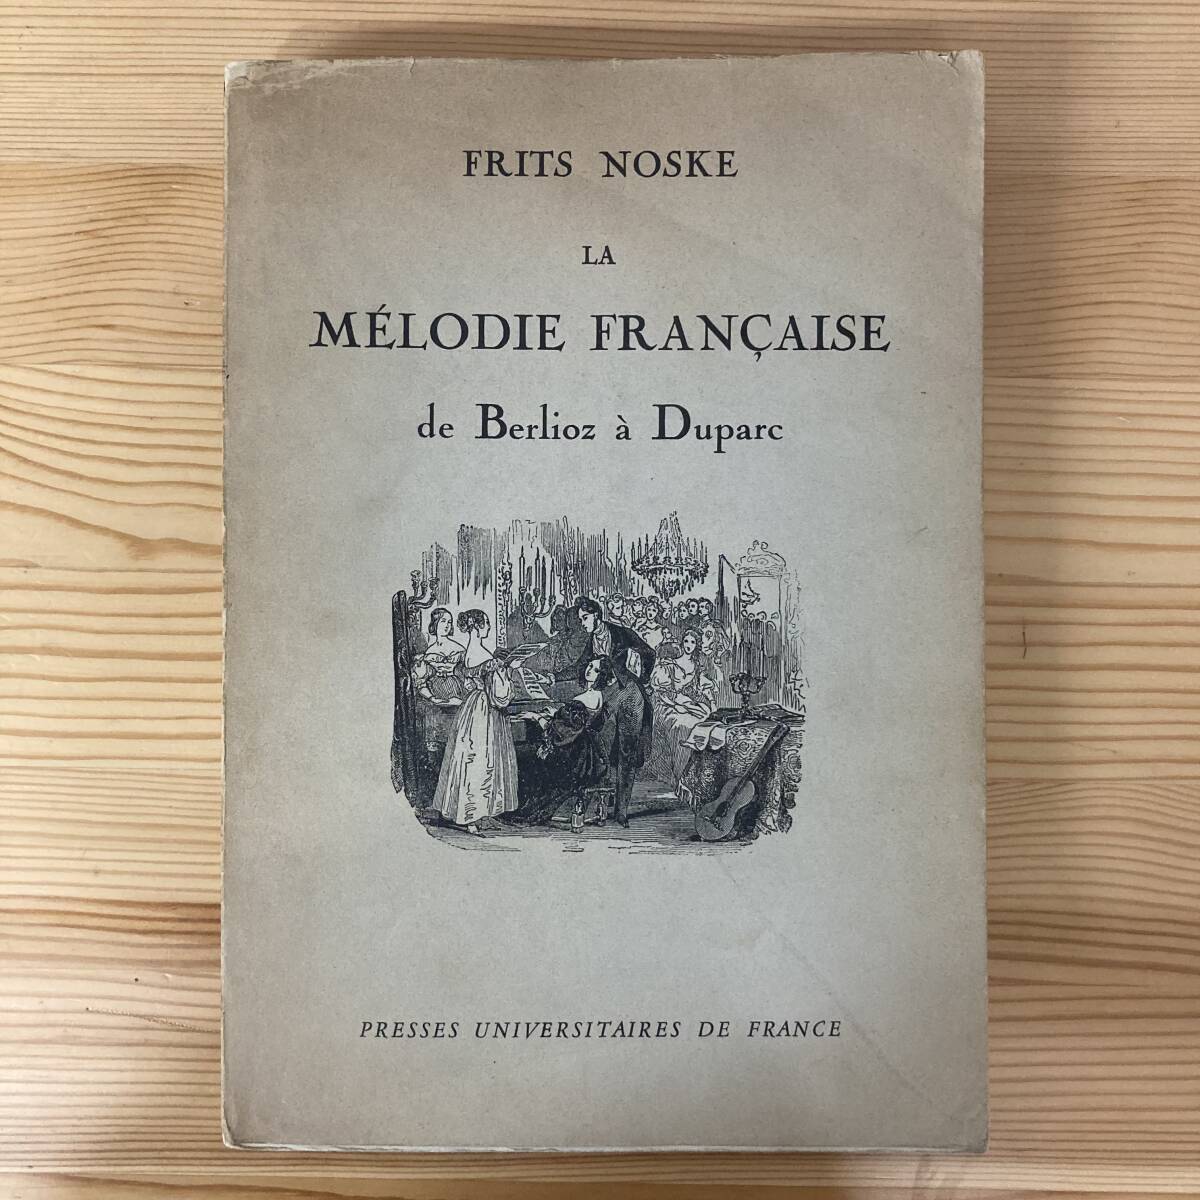 FRITS NOSKE
LA
MÉLODIE FRANÇAISE
de Berlioz à Duparc
PRESSES UNIVERSITAIRES DE FRANCE